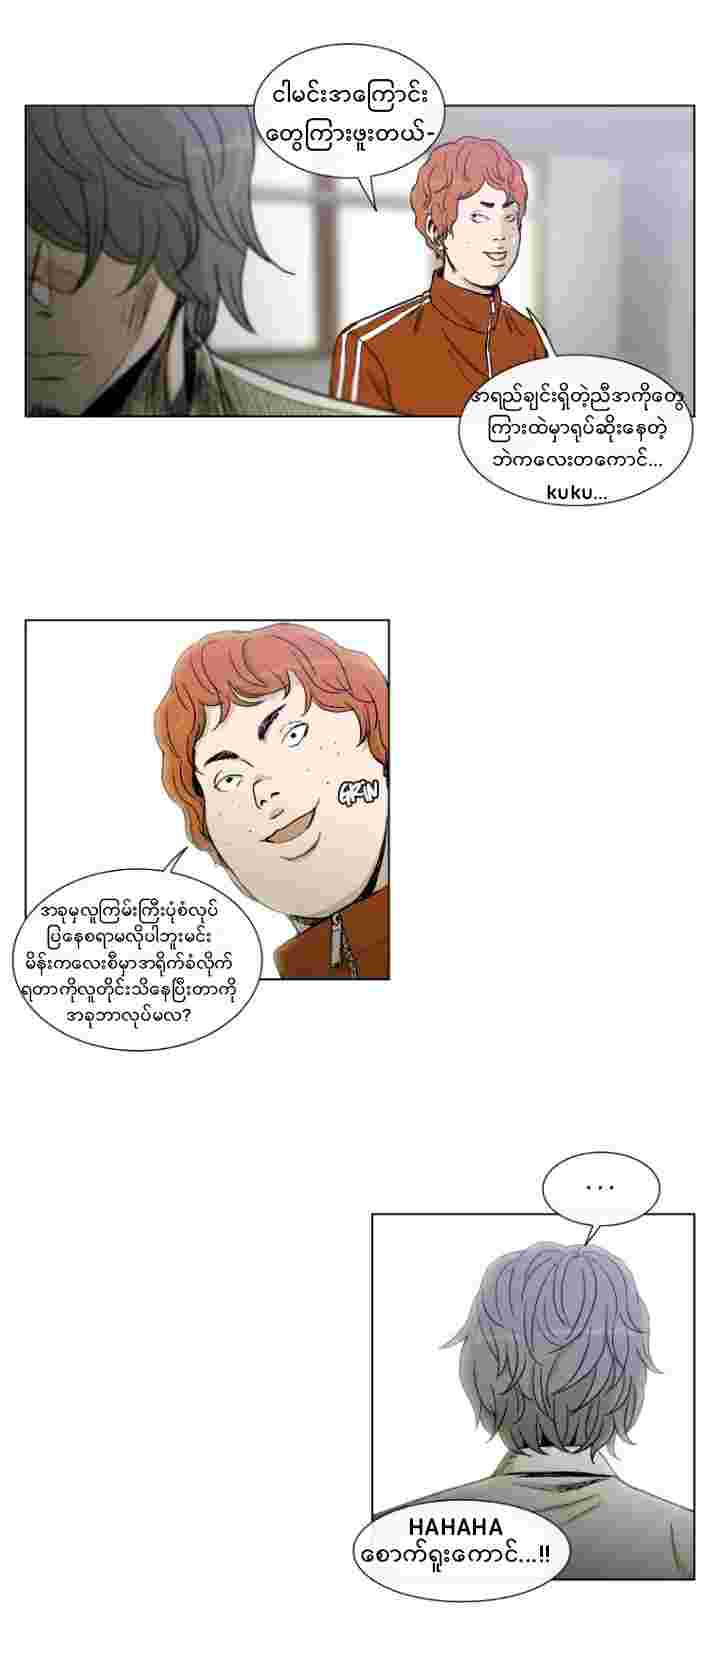 ငါမင်းအကြောင်း
တွေကြားဖူးတယ်-
အရည်ချင်းရှိတဲ့ညီအကိုတွေ
ကြားထဲမှာရုပ်ဆိုးနေတဲ့
ဘဲကလေးတကောင်...
kuku...
GRIN
အခုမှလူကြမ်းကြီးပုံစံလုပ်
ပြနေစရာမလိုပါဘူးမင်း
မိန်းကလေးစီမှာအရိုက်ခံလိုက်
ရတာကိုလူတိုင်းသိနေပြီးတာကို
အခုဘာလုပ်မလ?
...
HAHAHA
စောက်ရူးကောင်...!!